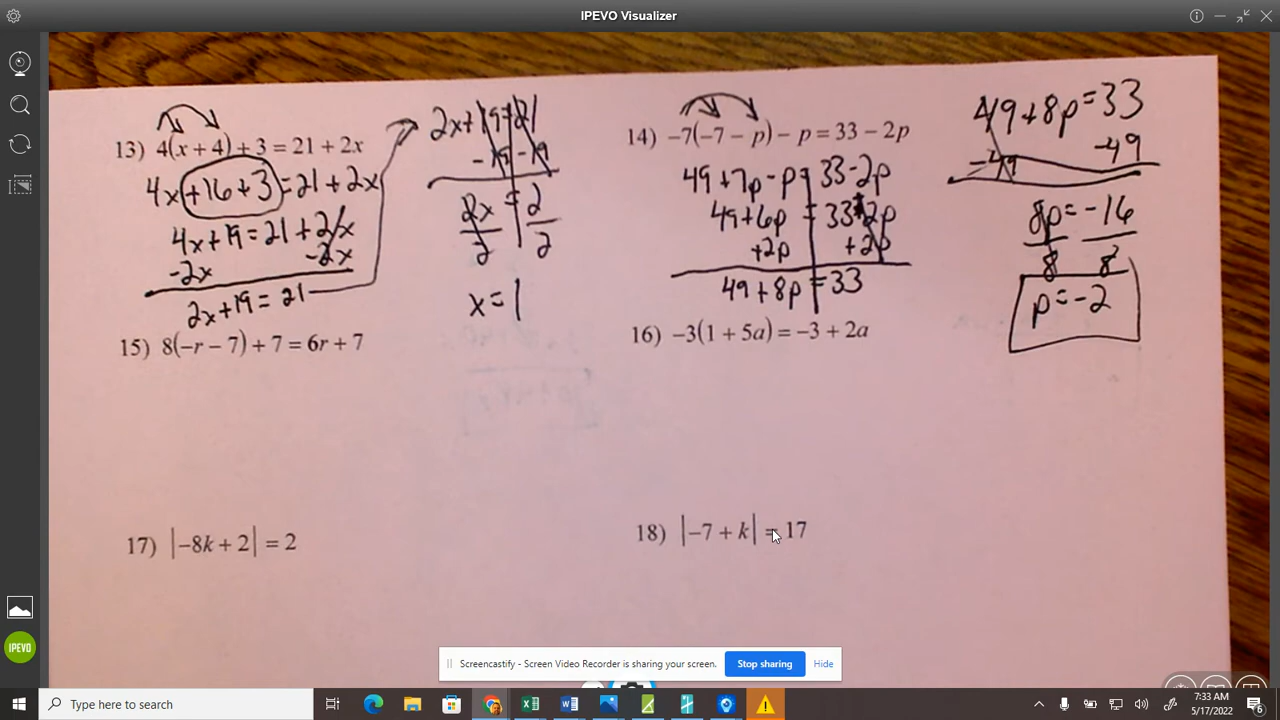 IPEVO Visualizer
13) 4(x + 4) + 3 = 21 + 2x
4x + 16 + 3 = 21 + 2x
4x + 19 = 21 + 2x
-2x -2x
2x + 19 = 21
2x + 19 = 21
-19 -19
2x = 2
2 2
x = 1
14) −7(−7 − p) − p = 33 − 2p
49 + 7p - p = 33 - 2p
49 + 6p = 33 - 2p
+2p +2p
49 + 8p = 33
49 + 8p = 33
-49 -49
8p = -16
8 8
p = -2
15) 8(−r − 7) + 7 = 6r + 7
16) −3(1 + 5a) = −3 + 2a
17) |−8k + 2| = 2
18) |−7 + k| = 17
Screencastify - Screen Video Recorder is sharing your screen.
Stop sharing
Hide
IPEVO
Type here to search
7:33 AM
5/17/2022
6